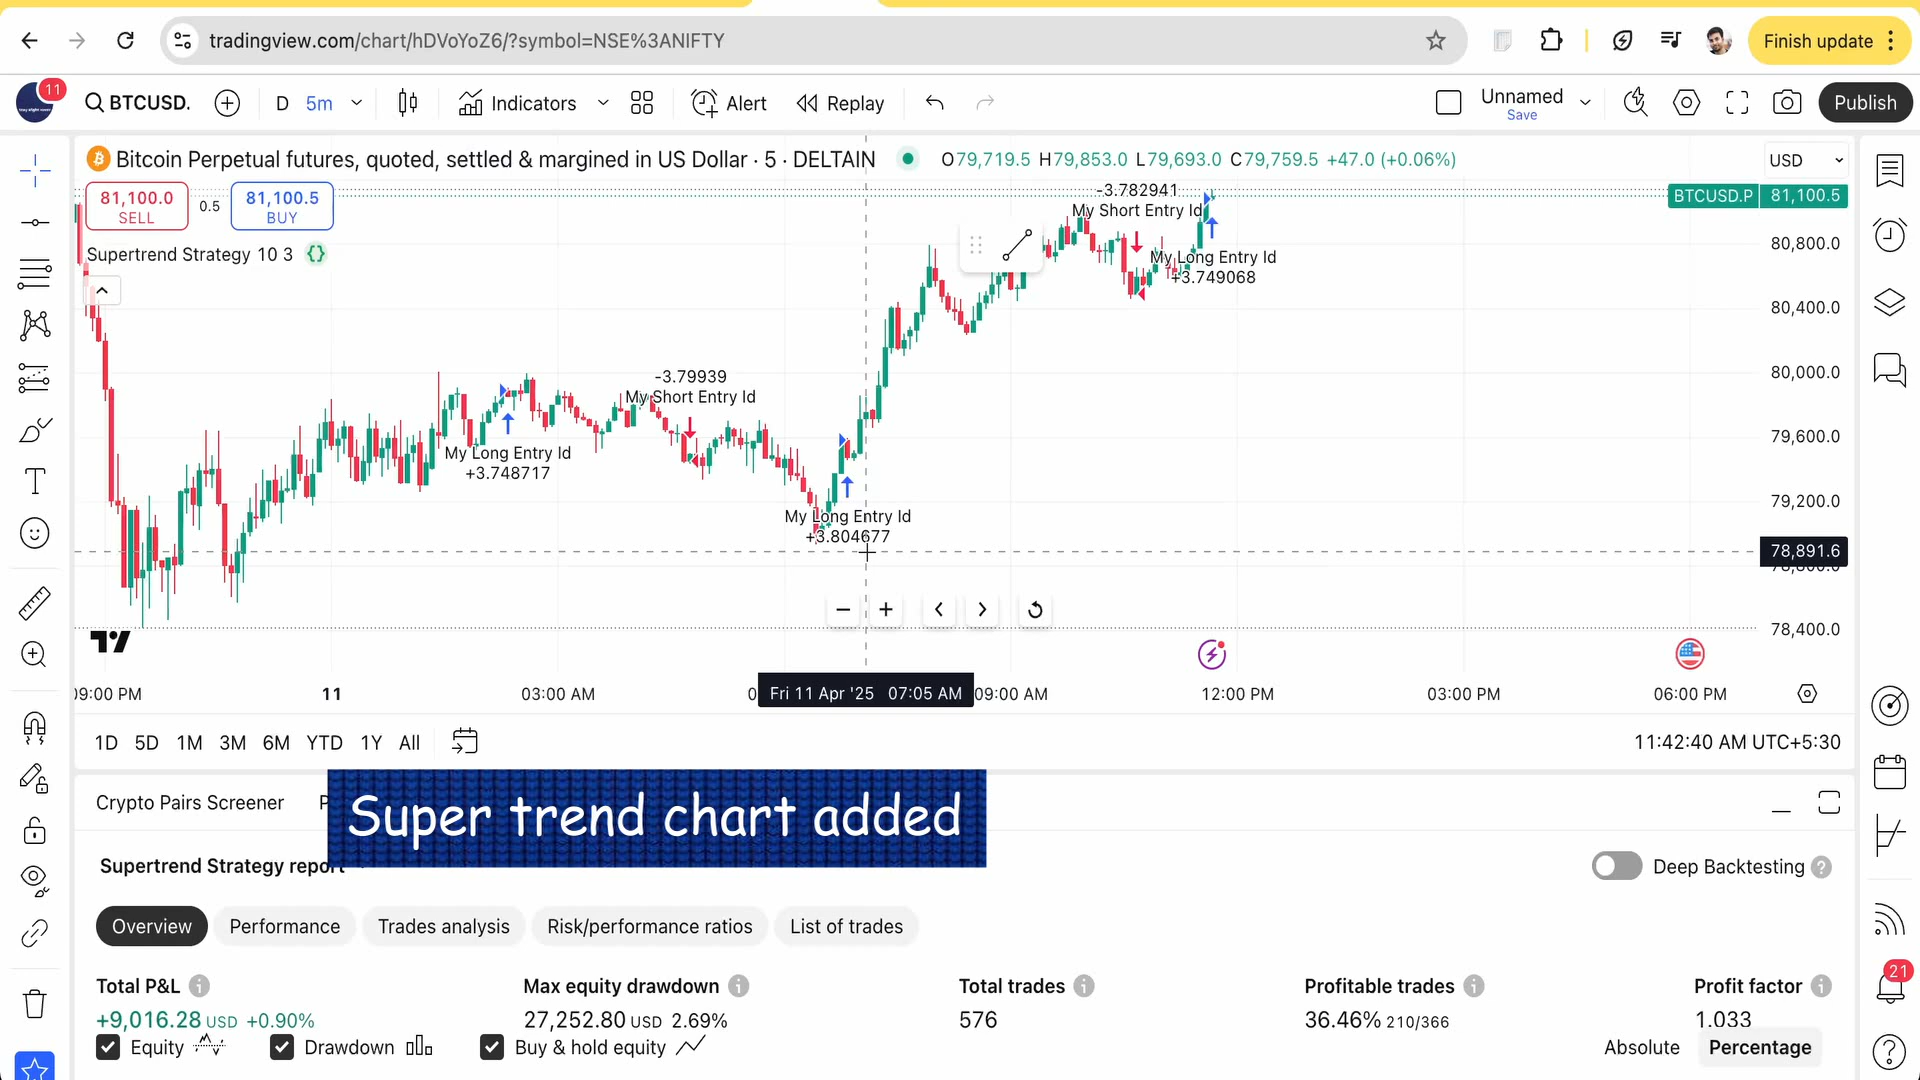 tradingview.com/chart/hDVoYoZ6/?symbol=NSE%3ANIFTY
Finish update
11
BTCUSD.
D
5m
Indicators
Alert
Replay
Unnamed
Save
Publish
Bitcoin Perpetual futures, quoted, settled & margined in US Dollar · 5 · DELTAIN
O79,719.5 H79,853.0 L79,693.0 C79,759.5 +47.0 (+0.06%)
USD
81,100.0
SELL
0.5
81,100.5
BUY
Supertrend Strategy 10 3
-3.782941
My Short Entry Id
My Long Entry Id
+3.749068
-3.79939
My Short Entry Id
My Long Entry Id
+3.748717
My Long Entry Id
+3.804677
BTCUSD.P 81,100.5
80,800.0
80,400.0
80,000.0
79,600.0
79,200.0
78,891.6
78,800.0
78,400.0
09:00 PM
11
03:00 AM
Fri 11 Apr '25 07:05 AM
09:00 AM
12:00 PM
03:00 PM
06:00 PM
1D 5D 1M 3M 6M YTD 1Y All
11:42:40 AM UTC+5:30
Crypto Pairs Screener
Super trend chart added
Supertrend Strategy report
Deep Backtesting
Overview
Performance
Trades analysis
Risk/performance ratios
List of trades
Total P&L
+9,016.28 USD +0.90%
Max equity drawdown
27,252.80 USD 2.69%
Total trades
576
Profitable trades
36.46% 210/366
Profit factor
1.033
Equity
Drawdown
Buy & hold equity
Absolute
Percentage
21